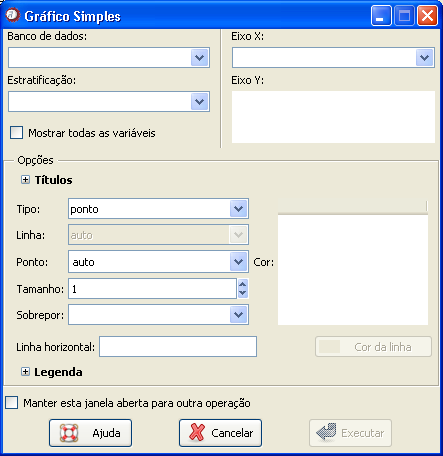 Gráfico Simples
Banco de dados:
Eixo X:
Estratificação:
Eixo Y:
Mostrar todas as variáveis
Opções
Títulos
Tipo: ponto
Linha: auto
Ponto: auto Cor:
Tamanho: 1
Sobrepor:
Linha horizontal: Cor da linha
Legenda
Manter esta janela aberta para outra operação
Ajuda Cancelar Executar